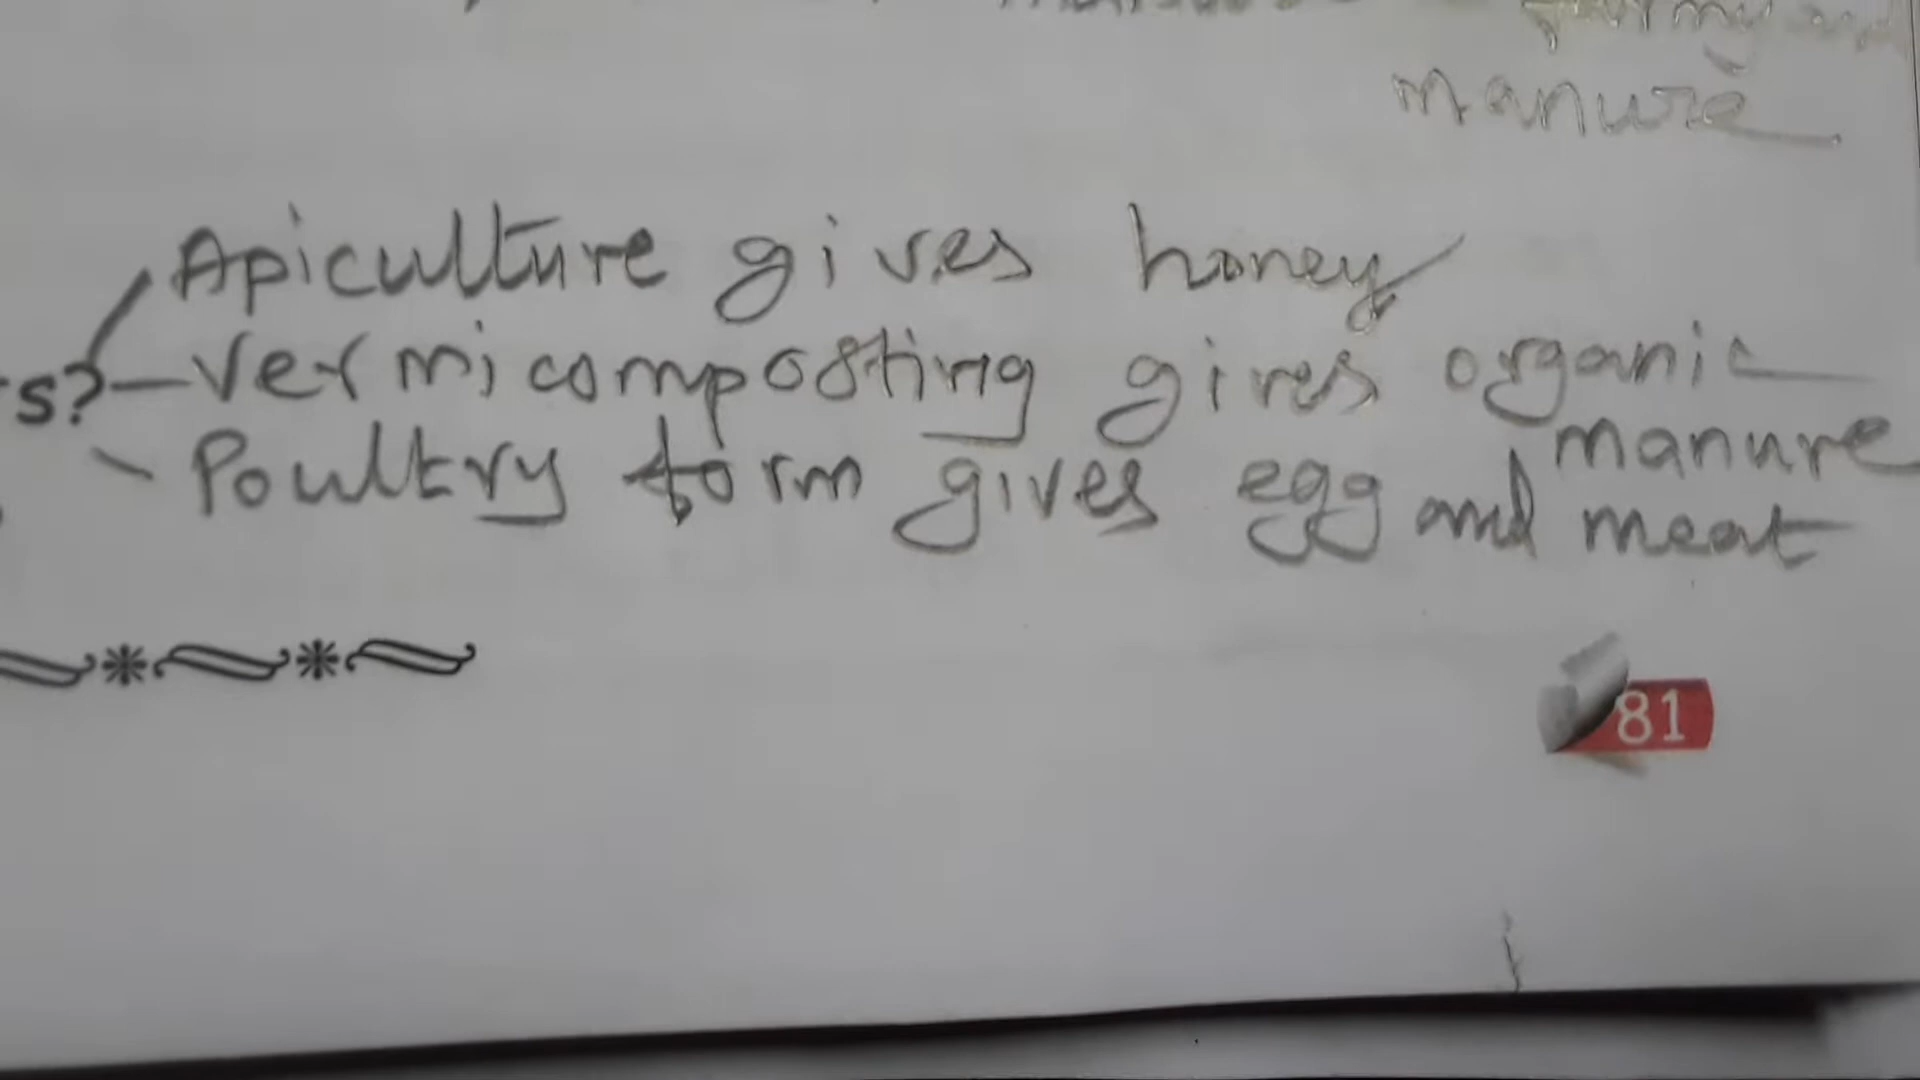 manure
Apiculture gives honey
s? Vermicomposting gives organic
manure
Poultry form gives egg and meat
81